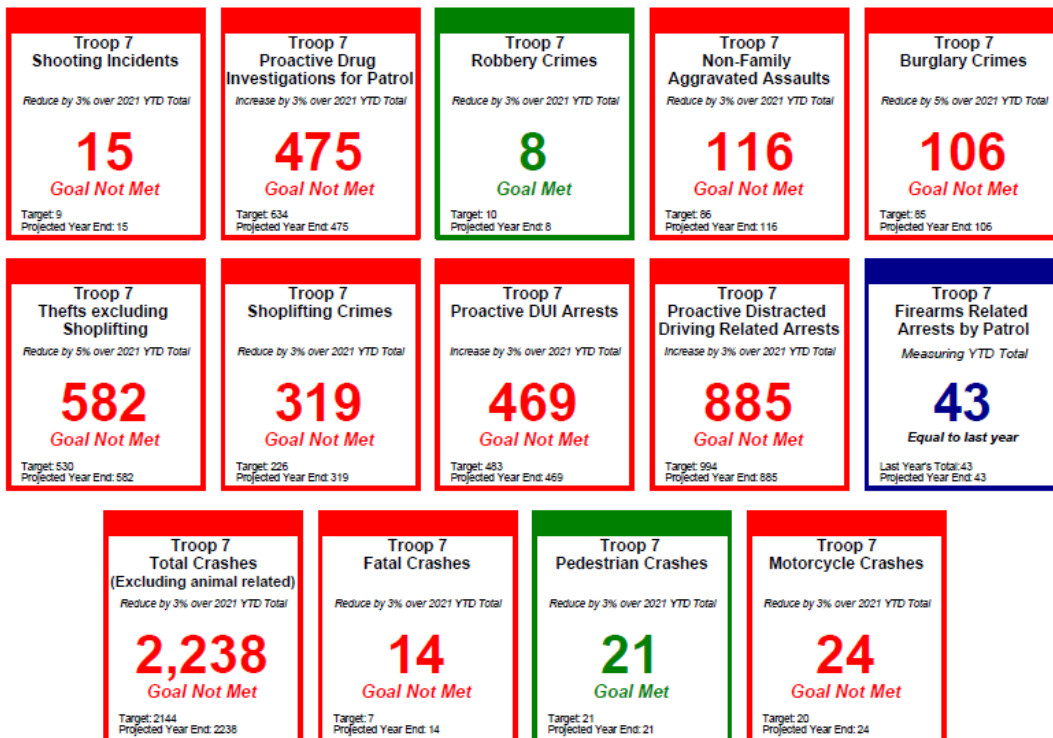 Troop 7
Shooting Incidents
Reduce by 3% over 2021 YTD Total
15
Goal Not Met
Target: 9
Projected Year End: 15
Troop 7
Proactive Drug
Investigations for Patrol
Increase by 3% over 2021 YTD Total
475
Goal Not Met
Target: 634
Projected Year End: 475
Troop 7
Robbery Crimes
Reduce by 3% over 2021 YTD Total
8
Goal Met
Target: 10
Projected Year End: 8
Troop 7
Non-Family
Aggravated Assaults
Reduce by 3% over 2021 YTD Total
116
Goal Not Met
Target: 86
Projected Year End: 116
Troop 7
Burglary Crimes
Reduce by 5% over 2021 YTD Total
106
Goal Not Met
Target: 85
Projected Year End: 106
Troop 7
Thefts excluding
Shoplifting
Reduce by 5% over 2021 YTD Total
582
Goal Not Met
Target: 530
Projected Year End: 582
Troop 7
Shoplifting Crimes
Reduce by 3% over 2021 YTD Total
319
Goal Not Met
Target: 226
Projected Year End: 319
Troop 7
Proactive DUI Arrests
Increase by 3% over 2021 YTD Total
469
Goal Not Met
Target: 483
Projected Year End: 469
Troop 7
Proactive Distracted
Driving Related Arrests
Increase by 3% over 2021 YTD Total
885
Goal Not Met
Target: 994
Projected Year End: 885
Troop 7
Firearms Related
Arrests by Patrol
Measuring YTD Total
43
Equal to last year
Last Year's Total: 43
Projected Year End: 43
Troop 7
Total Crashes
(Excluding animal related)
Reduce by 3% over 2021 YTD Total
2,238
Goal Not Met
Target: 2144
Projected Year End: 2238
Troop 7
Fatal Crashes
Reduce by 3% over 2021 YTD Total
14
Goal Not Met
Target: 7
Projected Year End: 14
Troop 7
Pedestrian Crashes
Reduce by 3% over 2021 YTD Total
21
Goal Met
Target: 21
Projected Year End: 21
Troop 7
Motorcycle Crashes
Reduce by 3% over 2021 YTD Total
24
Goal Not Met
Target: 20
Projected Year End: 24